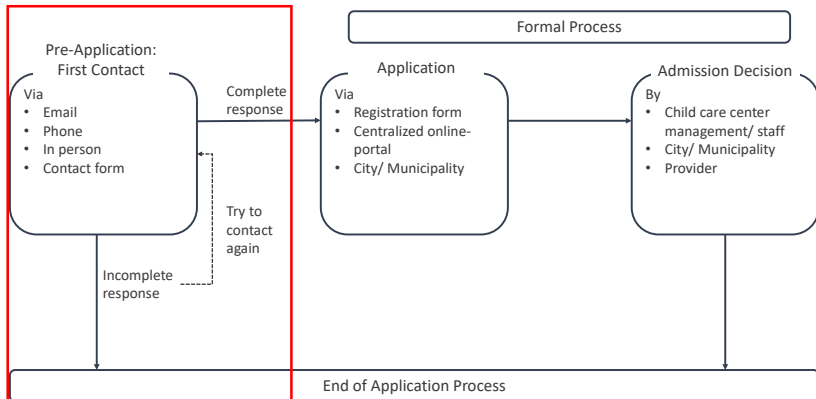 Formal Process
Pre-Application:
First Contact
Via
• Email
• Phone
• In person
• Contact form
Complete
response
Application
Via
• Registration form
• Centralized online-
portal
• City/ Municipality
Admission Decision
By
• Child care center
management/ staff
• City/ Municipality
• Provider
Try to
contact
again
Incomplete
response
End of Application Process